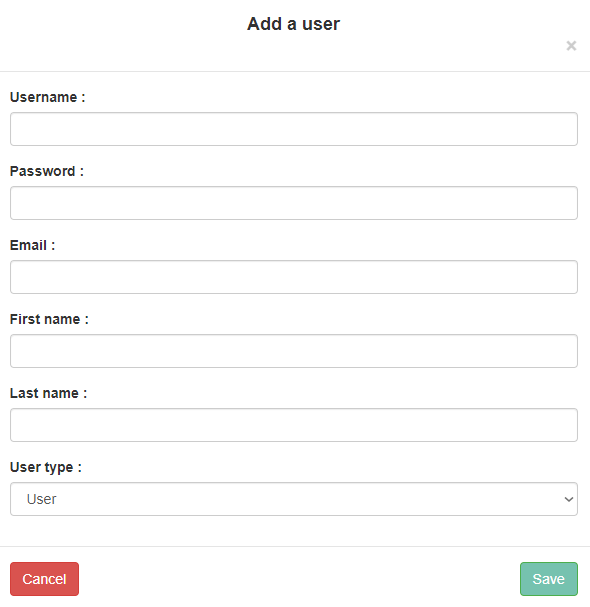 Add a user
×
Username :
Password :
Email :
First name :
Last name :
User type :
User
Cancel
Save